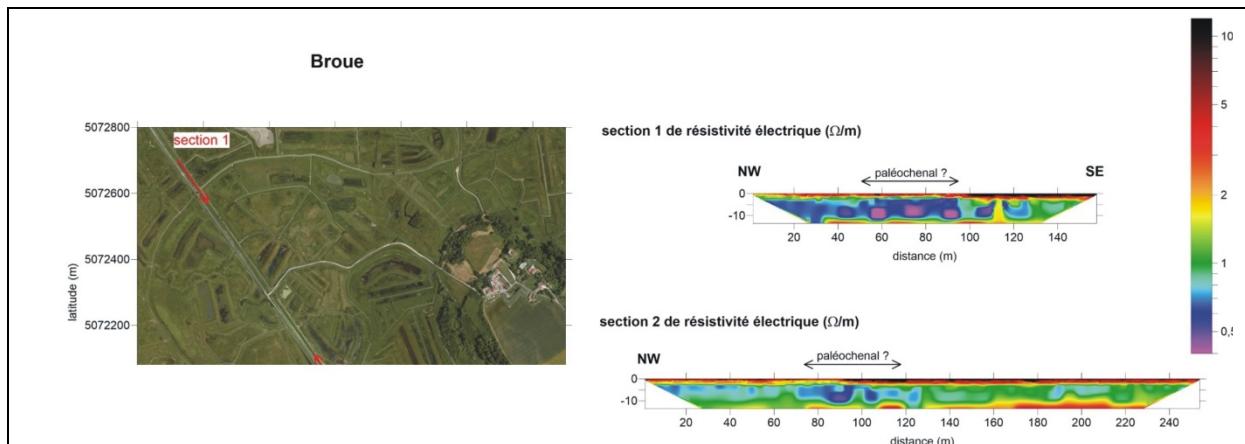 Broue
latitude (m)
5072800
5072600
5072400
5072200
section 1
section 1 de résistivité électrique (Ω/m)
NW
paléochenal ?
SE
0
-10
20 40 60 80 100 120 140
distance (m)
section 2 de résistivité électrique (Ω/m)
NW
paléochenal ?
0
-10
20 40 60 80 100 120 140 160 180 200 220 240
distance (m)
10
5
2
1
0,5